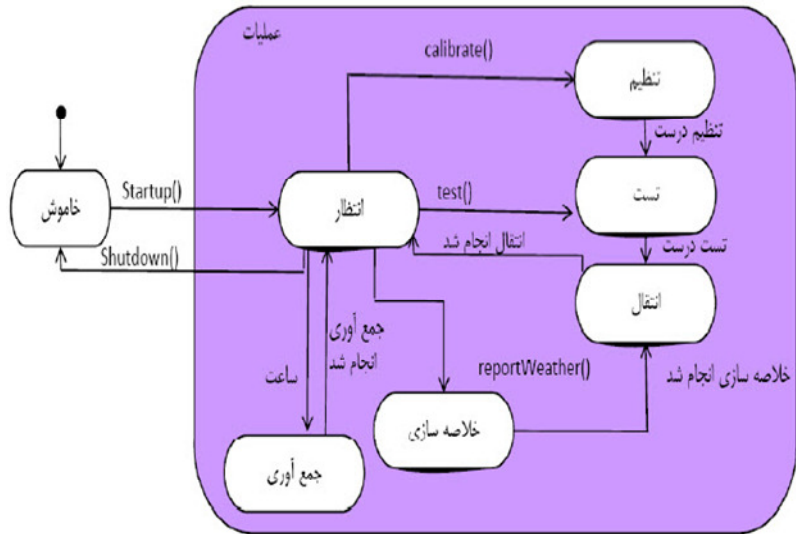 عملیات
calibrate()
تنظیم
تنظیم درست
Startup()
خاموش
انتظار
test()
تست
Shutdown()
انتقال انجام شد
تست درست
انتقال
جمع آوری
انجام شد
ساعت
reportWeather()
خلاصه سازی انجام شد
خلاصه سازی
جمع آوری